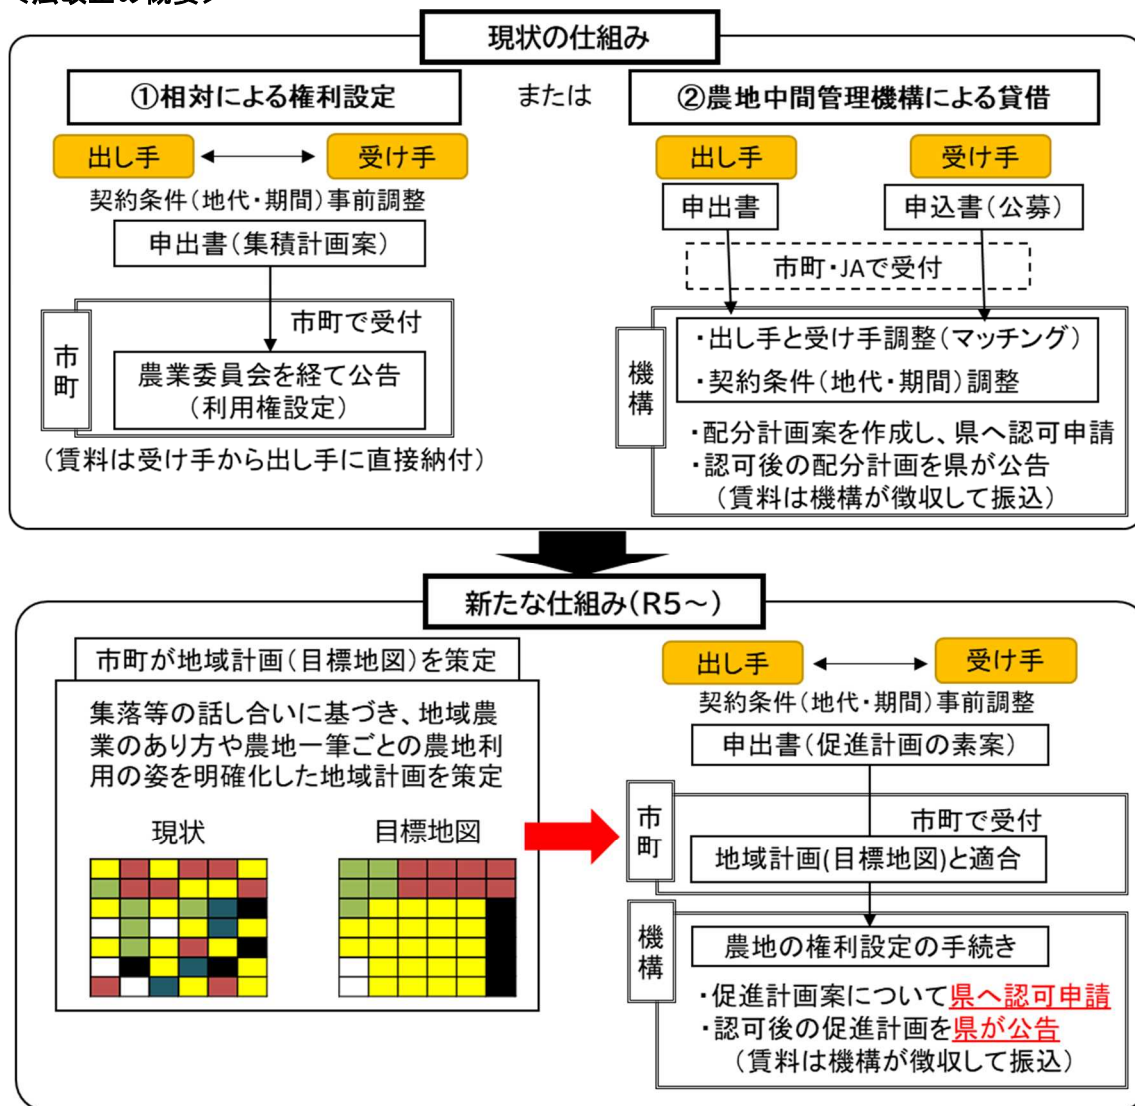 現状の仕組み
①相対による権利設定
または
②農地中間管理機構による貸借
出し手
受け手
契約条件(地代・期間)事前調整
申出書(集積計画案)
市町で受付
市町
農業委員会を経て公告
(利用権設定)
(賃料は受け手から出し手に直接納付)
出し手
受け手
申出書
申込書(公募)
市町・JAで受付
機構
・出し手と受け手調整(マッチング)
・契約条件(地代・期間)調整
・配分計画案を作成し、県へ認可申請
・認可後の配分計画を県が公告
(賃料は機構が徴収して振込)
新たな仕組み(R5~)
市町が地域計画(目標地図)を策定
集落等の話し合いに基づき、地域農
業のあり方や農地一筆ごとの農地利
用の姿を明確化した地域計画を策定
現状
目標地図
出し手
受け手
契約条件(地代・期間)事前調整
申出書(促進計画の素案)
市町
市町で受付
地域計画(目標地図)と適合
機構
農地の権利設定の手続き
・促進計画案について県へ認可申請
・認可後の促進計画を県が公告
(賃料は機構が徴収して振込)